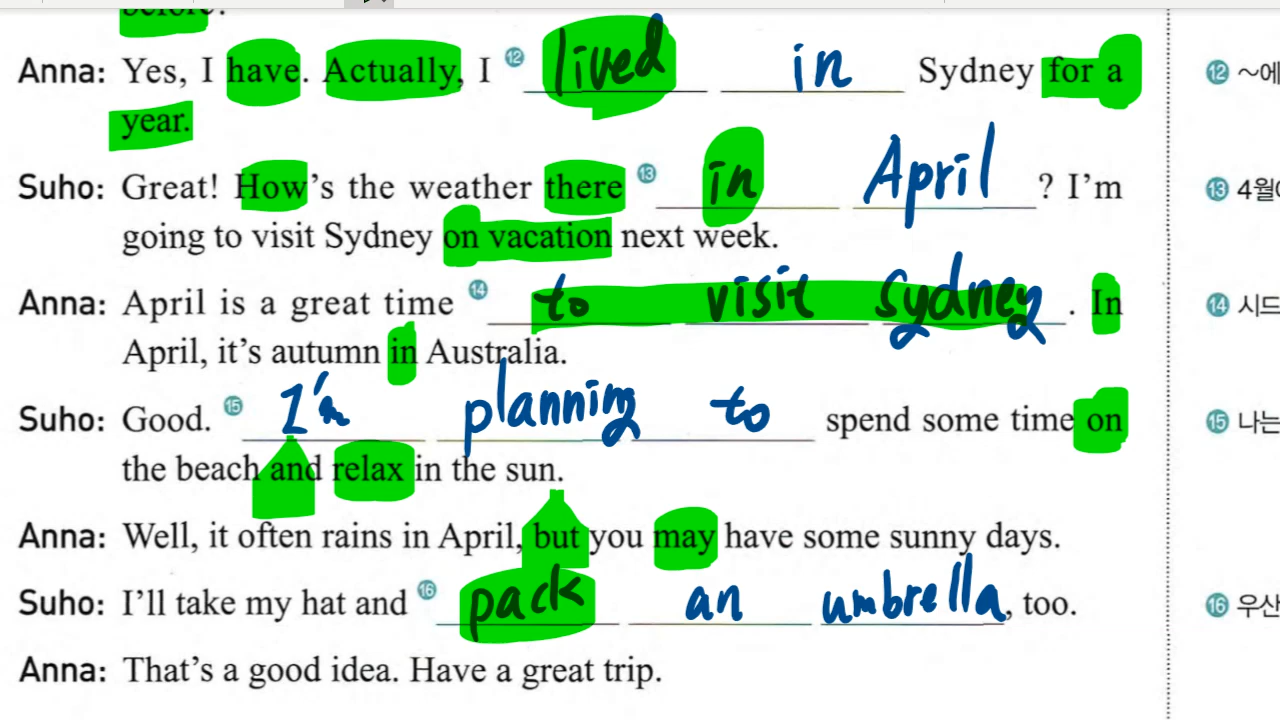 before?
Anna: Yes, I have. Actually, I ⑫ lived in Sydney for a ⑫ ~에
year.
Suho: Great! How's the weather there ⑬ in April? I'm ⑬ 4월
going to visit Sydney on vacation next week.
Anna: April is a great time ⑭ to visit sydney. In ⑭ 시드
April, it's autumn in Australia.
Suho: Good. ⑮ I'm planning to spend some time on ⑮ 나는
the beach and relax in the sun.
Anna: Well, it often rains in April, but you may have some sunny days.
Suho: I'll take my hat and ⑯ pack an umbrella, too. ⑯ 우산
Anna: That's a good idea. Have a great trip.